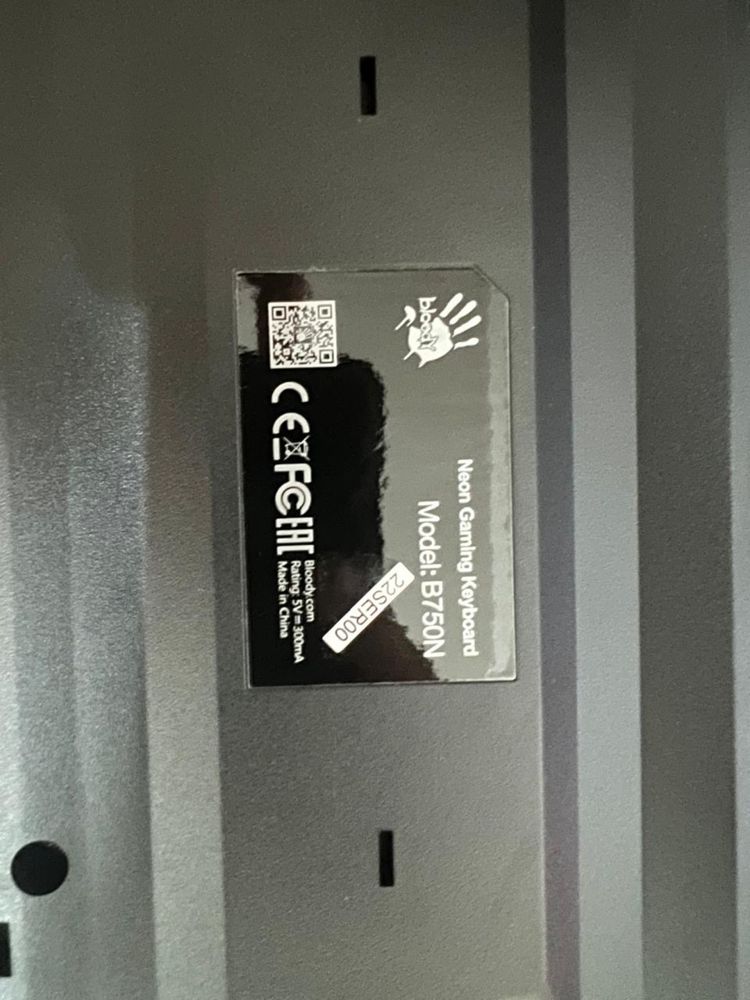 bloody
Neon Gaming Keyboard
Model: B750N
22SER00
Bloody.com
Rating: 5V⎓300mA
Made in China
CE FC EAC